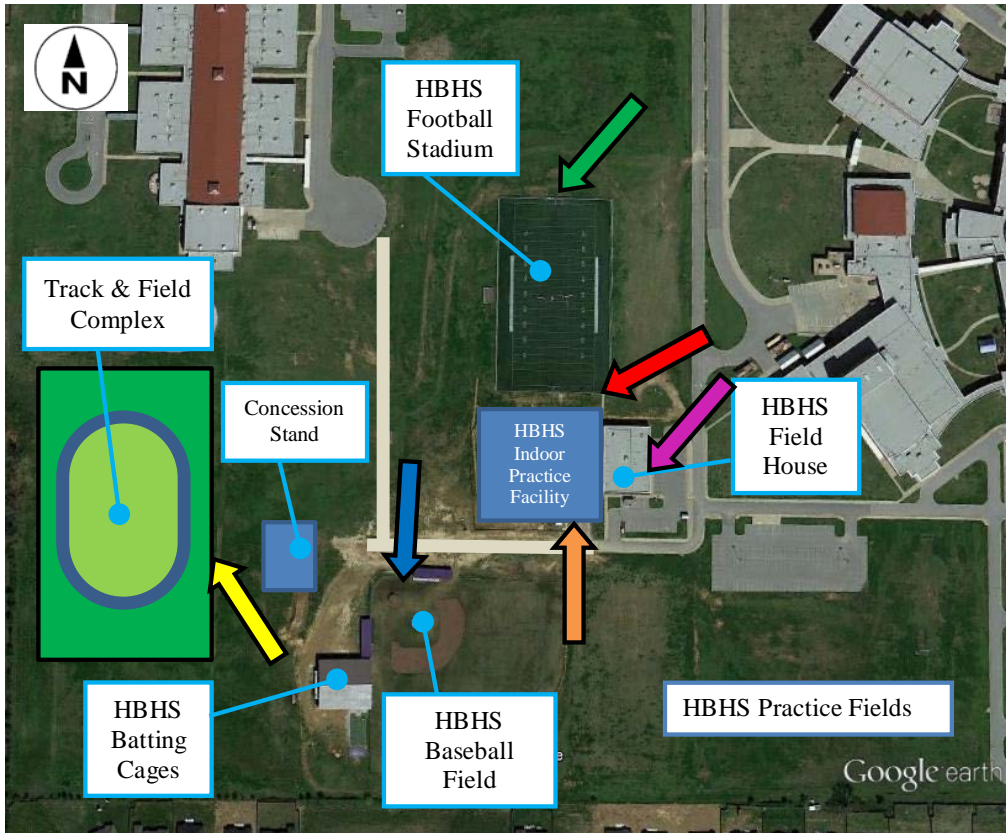 N
HBHS
Football
Stadium
Track & Field
Complex
Concession
Stand
HBHS
Indoor
Practice
Facility
HBHS
Field
House
HBHS
Batting
Cages
HBHS
Baseball
Field
HBHS Practice Fields
Google earth